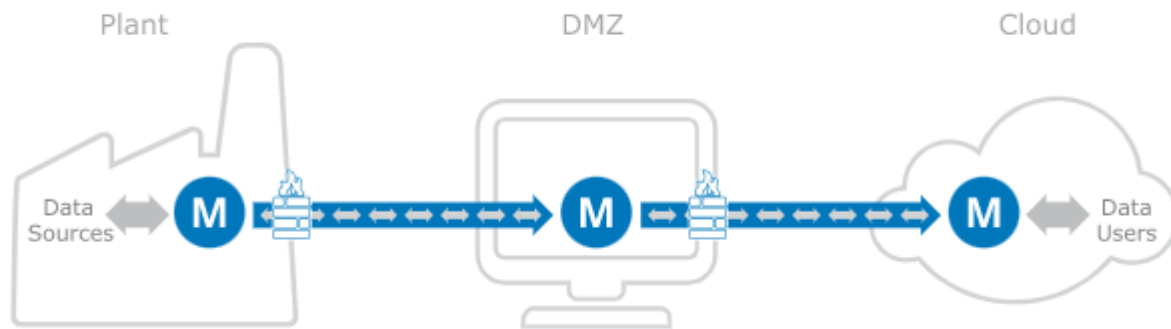 Plant
DMZ
Cloud
Data
Sources
M
M
M
Data
Users